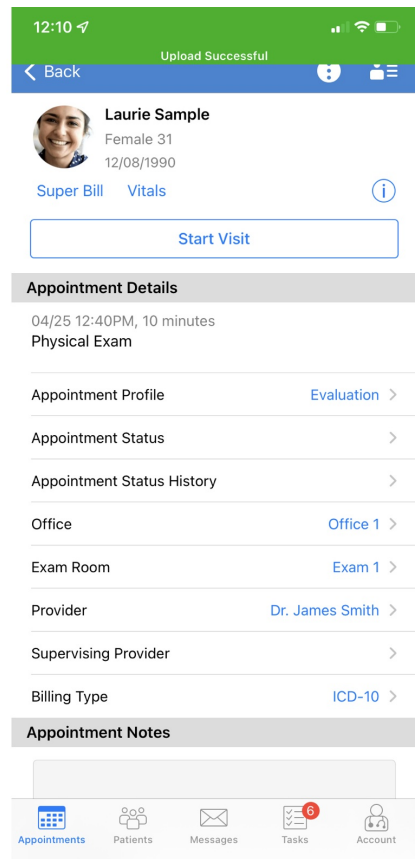 12:10
Upload Successful
Back
Laurie Sample
Female 31
12/08/1990
Super Bill Vitals
Start Visit
Appointment Details
04/25 12:40PM, 10 minutes
Physical Exam
Appointment Profile Evaluation
Appointment Status
Appointment Status History
Office Office 1
Exam Room Exam 1
Provider Dr. James Smith
Supervising Provider
Billing Type ICD-10
Appointment Notes
6
Appointments Patients Messages Tasks Account